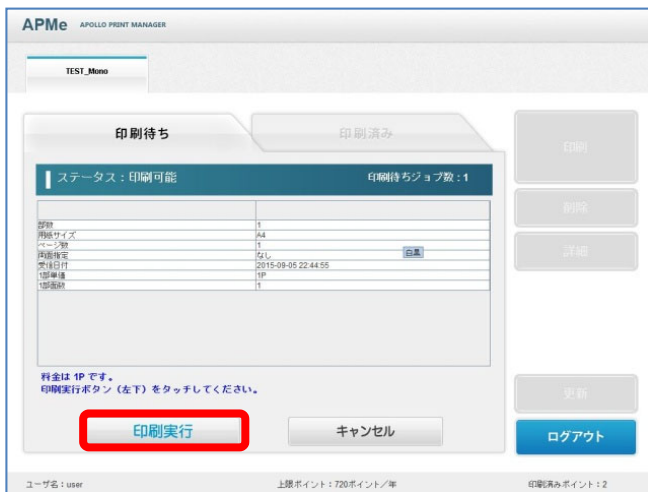 APMe APOLLO PRINT MANAGER
TEST_Mono
印刷待ち 印刷済み
印刷
ステータス：印刷可能 印刷待ちジョブ数：1
削除
部数 1
用紙サイズ A4
ページ数 1
両面指定 なし 白黒
詳細
受信日付 2015-09-05 22:44:55
1部単価 1P
1部面数 1
料金は 1P です。
印刷実行ボタン（左下）をタッチしてください。
更新
印刷実行 キャンセル ログアウト
ユーザ名：user 上限ポイント：720ポイント/年 印刷済みポイント：2